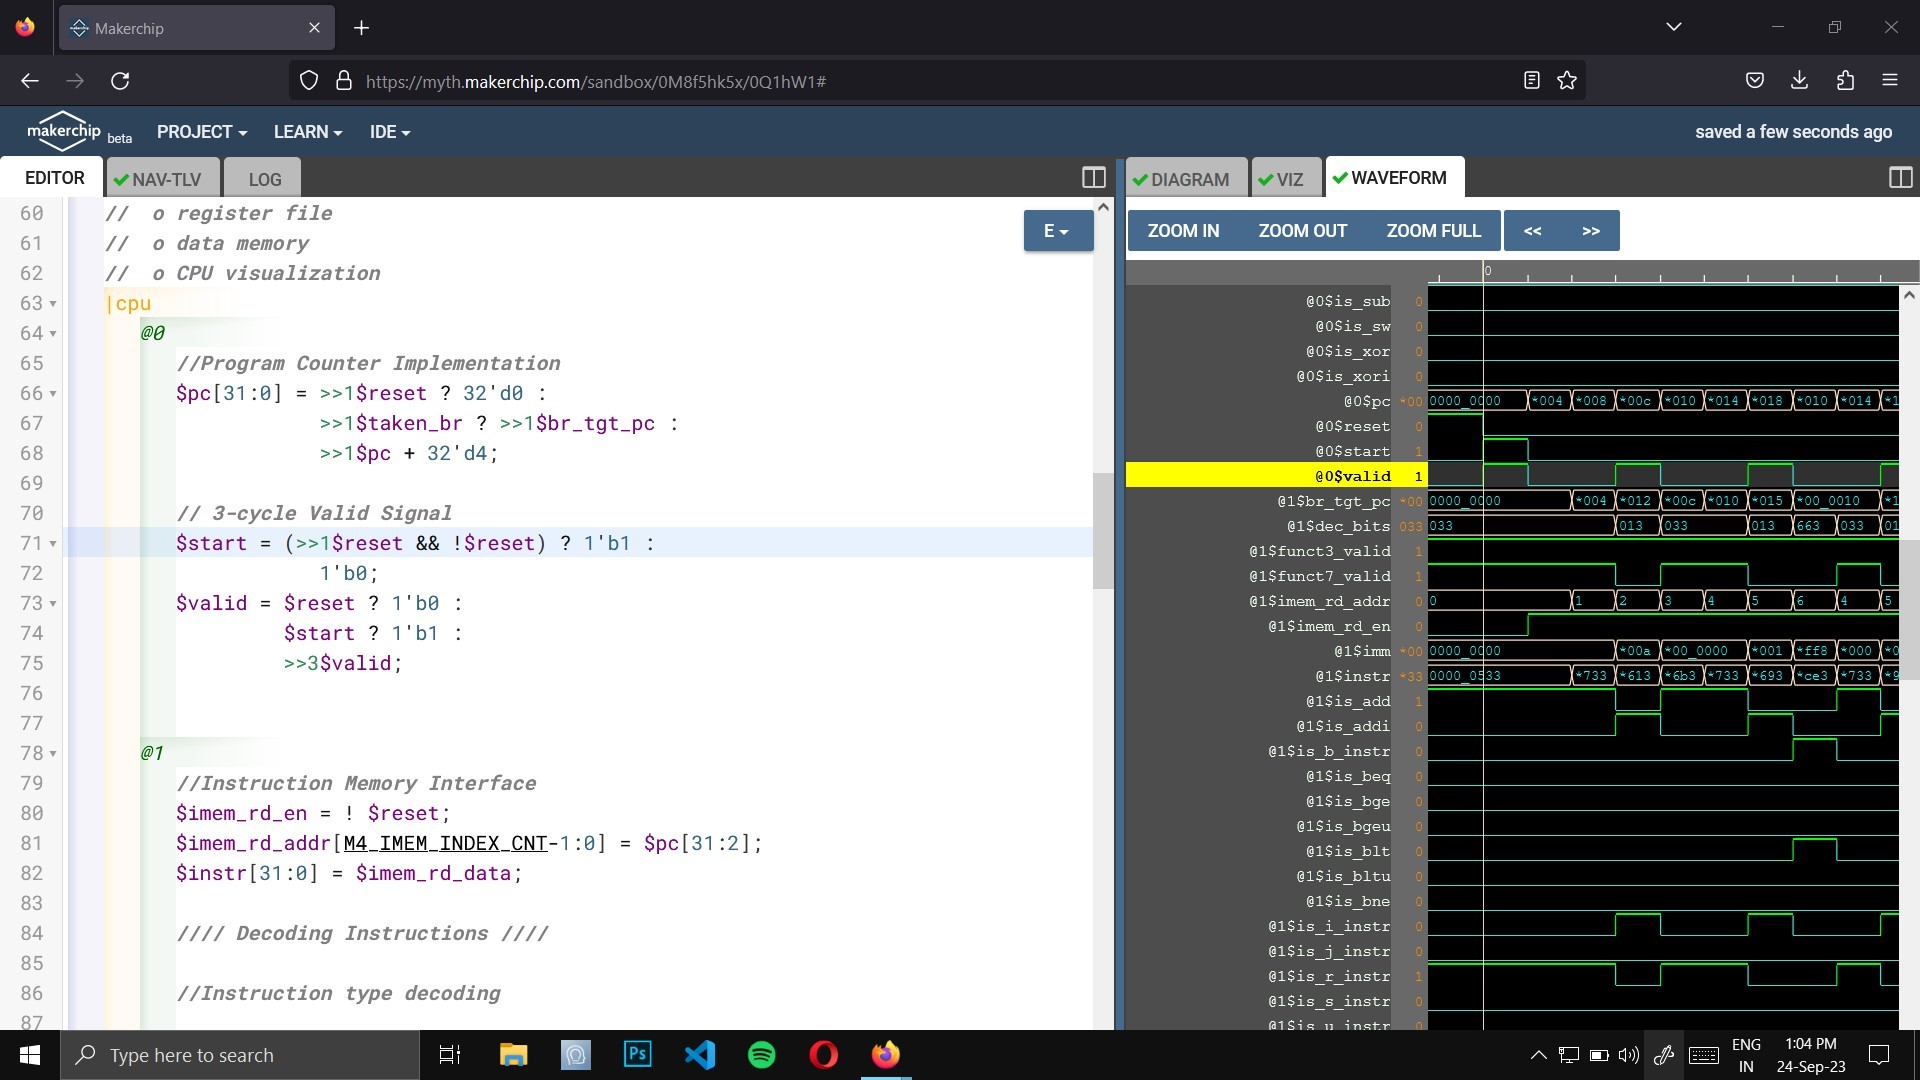 Makerchip
https://myth.makerchip.com/sandbox/0M8f5hk5x/0Q1hW1#
makerchip beta PROJECT LEARN IDE saved a few seconds ago
EDITOR NAV-TLV LOG
60 // o register file
61 // o data memory
62 // o CPU visualization
63 |cpu
64 @0
65 //Program Counter Implementation
66 $pc[31:0] = >>1$reset ? 32'd0 :
67 >>1$taken_br ? >>1$br_tgt_pc :
68 >>1$pc + 32'd4;
69
70 // 3-cycle Valid Signal
71 $start = (>>1$reset && !$reset) ? 1'b1 :
72 1'b0;
73 $valid = $reset ? 1'b0 :
74 $start ? 1'b1 :
75 >>3$valid;
76
77
78 @1
79 //Instruction Memory Interface
80 $imem_rd_en = ! $reset;
81 $imem_rd_addr[M4_IMEM_INDEX_CNT-1:0] = $pc[31:2];
82 $instr[31:0] = $imem_rd_data;
83
84 //// Decoding Instructions ////
85
86 //Instruction type decoding
87
E
DIAGRAM VIZ WAVEFORM
ZOOM IN ZOOM OUT ZOOM FULL << >>
0
@0$is_sub 0
@0$is_sw 0
@0$is_xor 0
@0$is_xori 0
@0$pc *00 0000_0000 *004 *008 *00c *010 *014 *018 *010 *014 *1
@0$reset 0
@0$start 1
@0$valid 1
@1$br_tgt_pc *00 0000_0000 *004 *012 *00c *010 *015 *00_0010 *1
@1$dec_bits 033 033 013 033 013 663 033 01
@1$funct3_valid 1
@1$funct7_valid 1
@1$imem_rd_addr 0 0 1 2 3 4 5 6 4 5
@1$imem_rd_en 0
@1$imm *00 0000_0000 *00a *00_0000 *001 *ff8 *000 *0
@1$instr *33 0000_0533 *733 *613 *6b3 *733 *693 *ce3 *733 *9
@1$is_add 1
@1$is_addi 0
@1$is_b_instr 0
@1$is_beq 0
@1$is_bge 0
@1$is_bgeu 0
@1$is_blt 0
@1$is_bltu 0
@1$is_bne 0
@1$is_i_instr 0
@1$is_j_instr 0
@1$is_r_instr 1
@1$is_s_instr 0
@1$is_u_instr 0
Type here to search
Ps
ENG
IN
1:04 PM
24-Sep-23